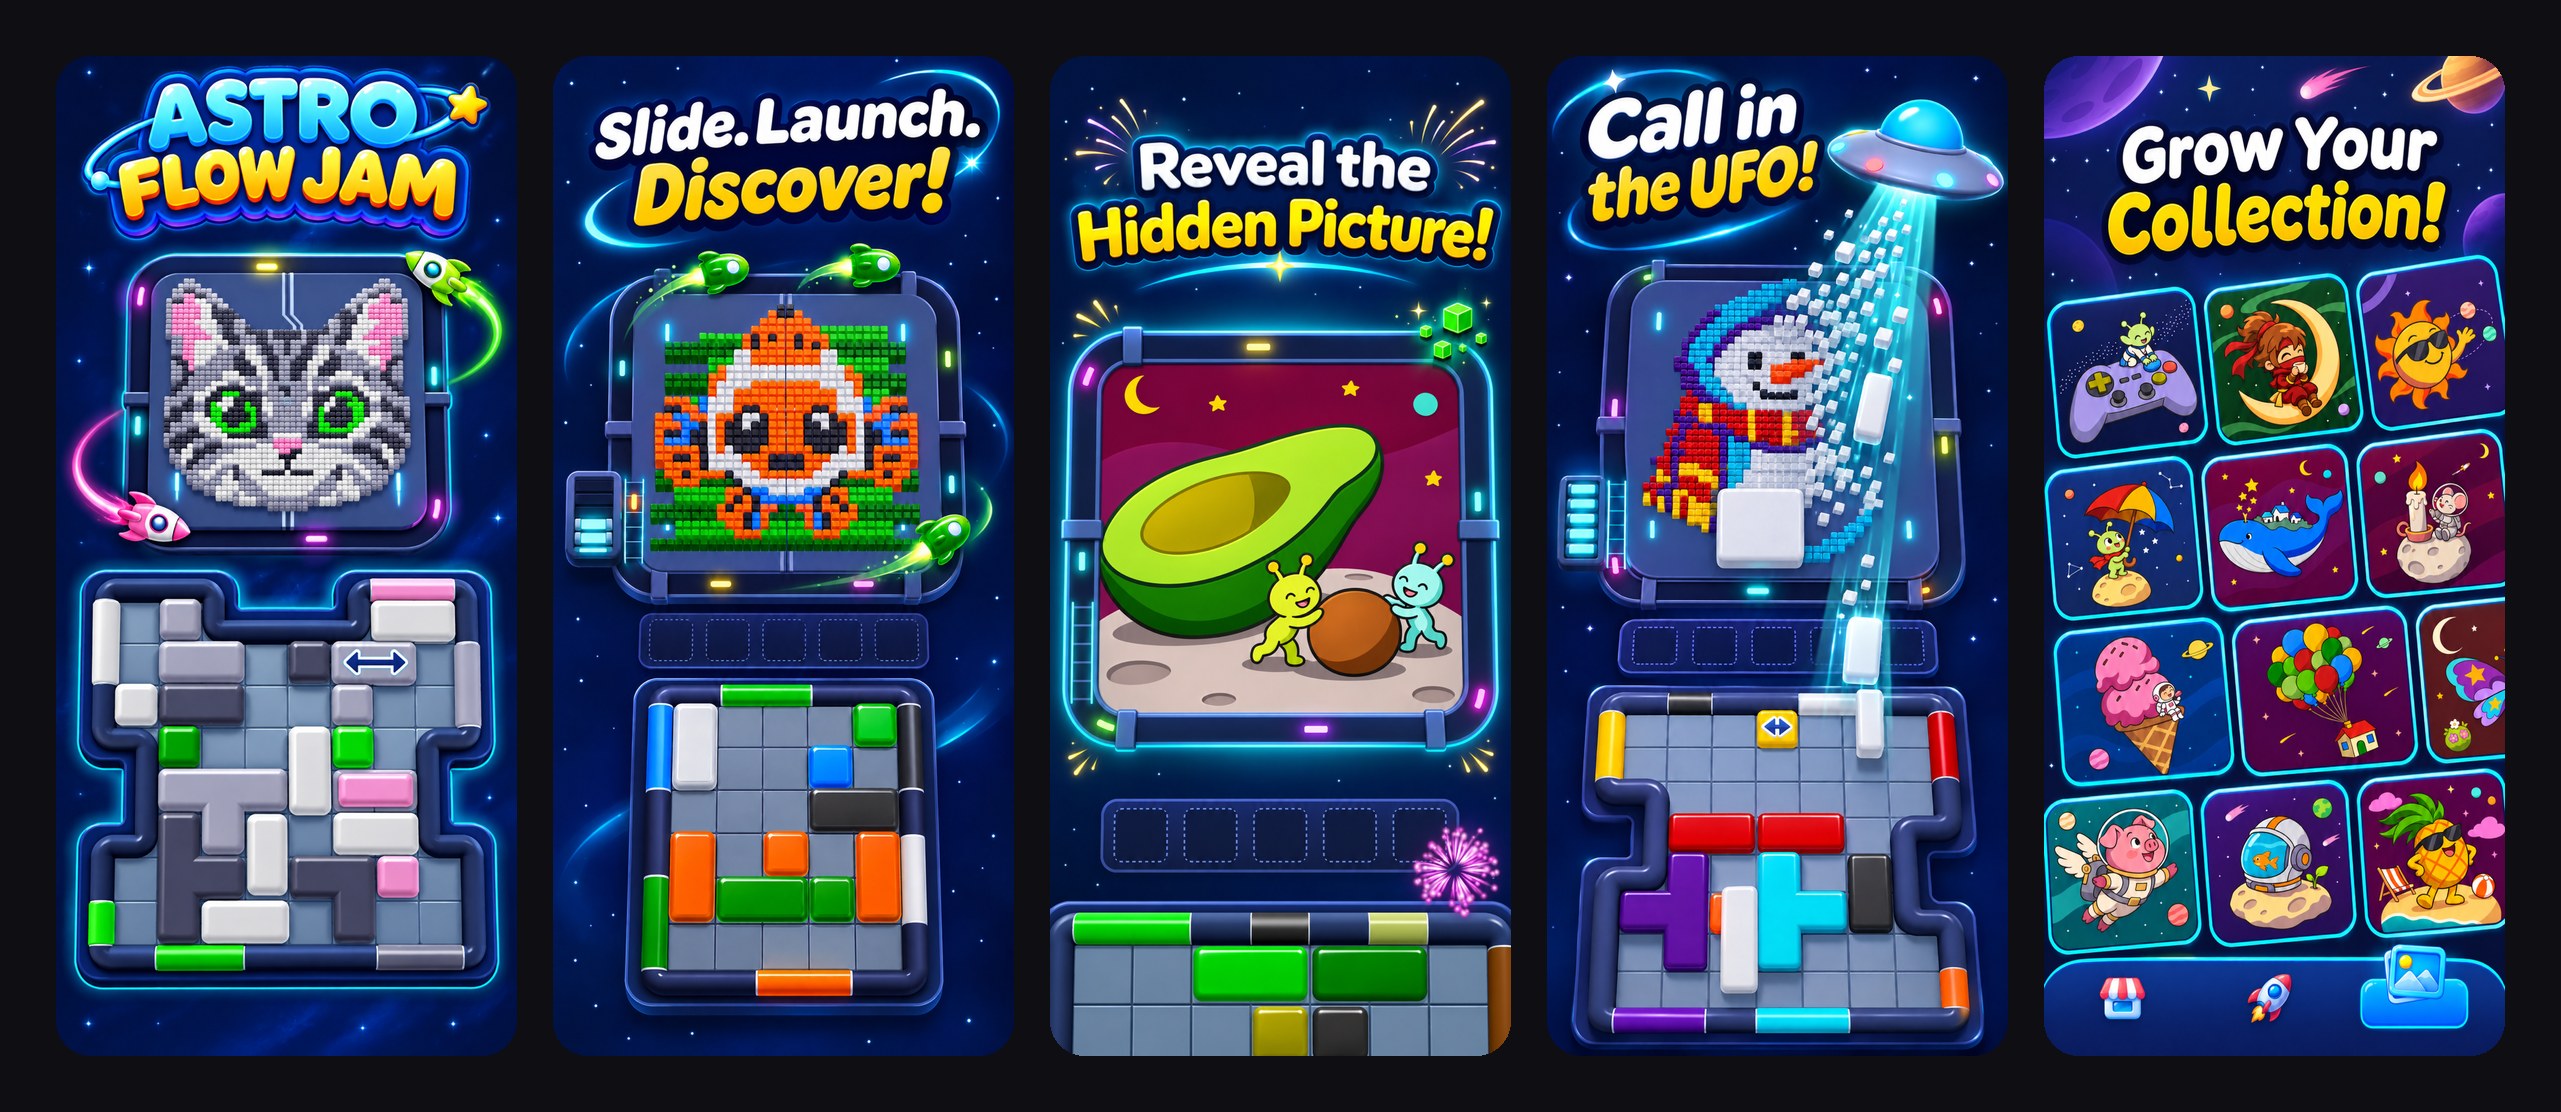 ASTRO
FLOW JAM
Slide. Launch.
Discover!
Reveal the
Hidden Picture!
Call in
the UFO!
Grow Your
Collection!